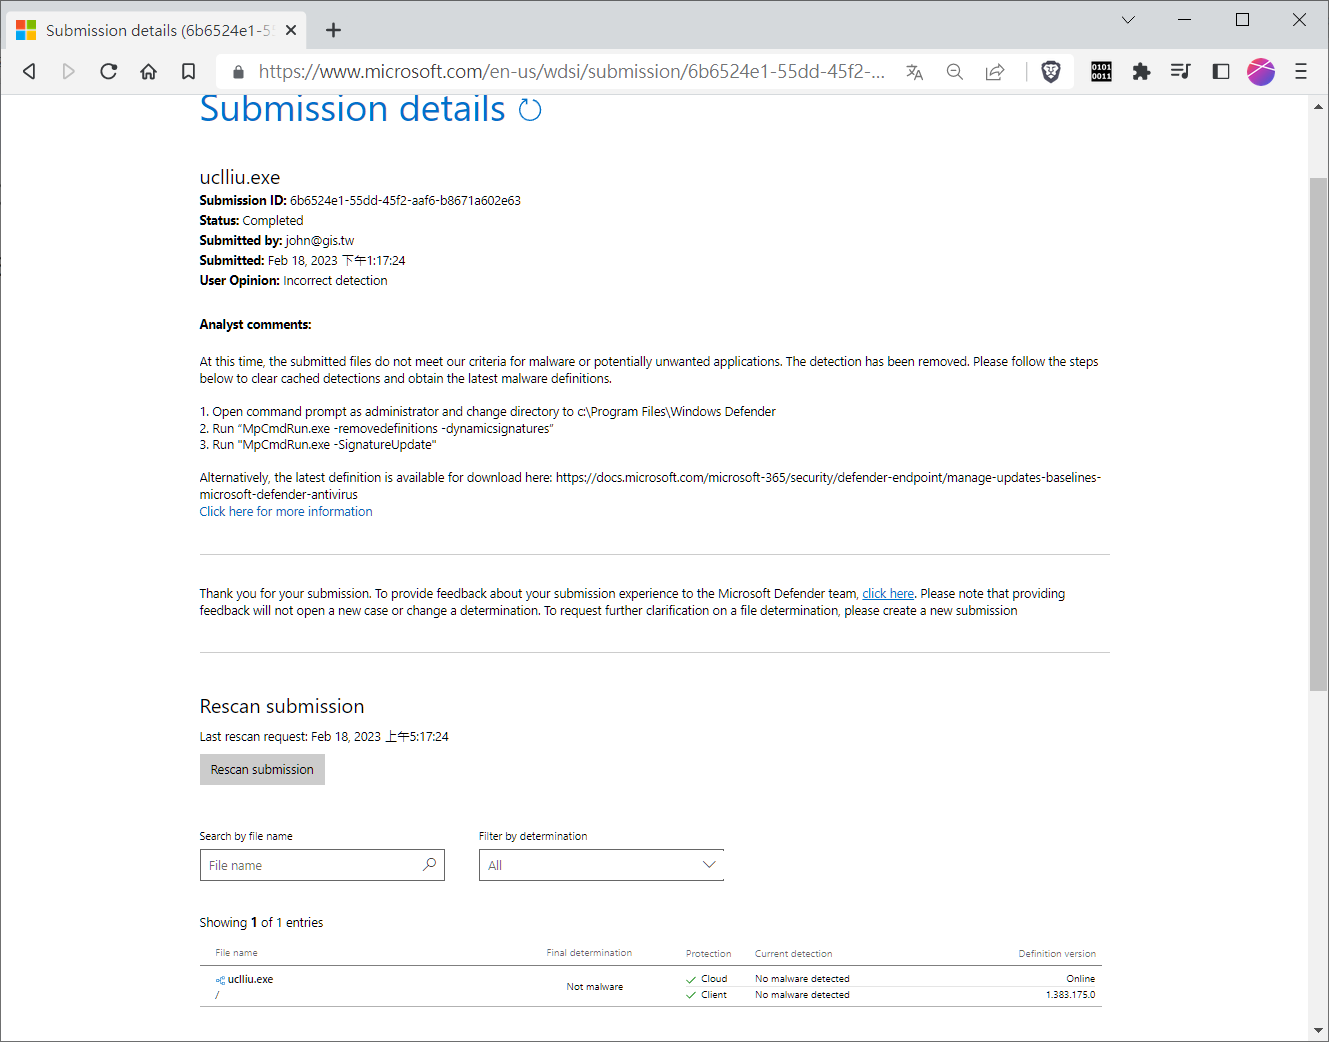 Submission details (6b6524e1-55
https://www.microsoft.com/en-us/wdsi/submission/6b6524e1-55dd-45f2-...
0101
0011
Submission details
uclliu.exe
Submission ID: 6b6524e1-55dd-45f2-aaf6-b8671a602e63
Status: Completed
Submitted by: john@gis.tw
Submitted: Feb 18, 2023 下午1:17:24
User Opinion: Incorrect detection
Analyst comments:
At this time, the submitted files do not meet our criteria for malware or potentially unwanted applications. The detection has been removed. Please follow the steps
below to clear cached detections and obtain the latest malware definitions.
1. Open command prompt as administrator and change directory to c:\Program Files\Windows Defender
2. Run “MpCmdRun.exe -removedefinitions -dynamicsignatures”
3. Run "MpCmdRun.exe -SignatureUpdate"
Alternatively, the latest definition is available for download here: https://docs.microsoft.com/microsoft-365/security/defender-endpoint/manage-updates-baselines-
microsoft-defender-antivirus
Click here for more information
Thank you for your submission. To provide feedback about your submission experience to the Microsoft Defender team, click here. Please note that providing
feedback will not open a new case or change a determination. To request further clarification on a file determination, please create a new submission
Rescan submission
Last rescan request: Feb 18, 2023 上午5:17:24
Rescan submission
Search by file name
Filter by determination
File name
All
Showing 1 of 1 entries
File name Final determination Protection Current detection Definition version
uclliu.exe Cloud No malware detected Online
Not malware
/ Client No malware detected 1.383.175.0